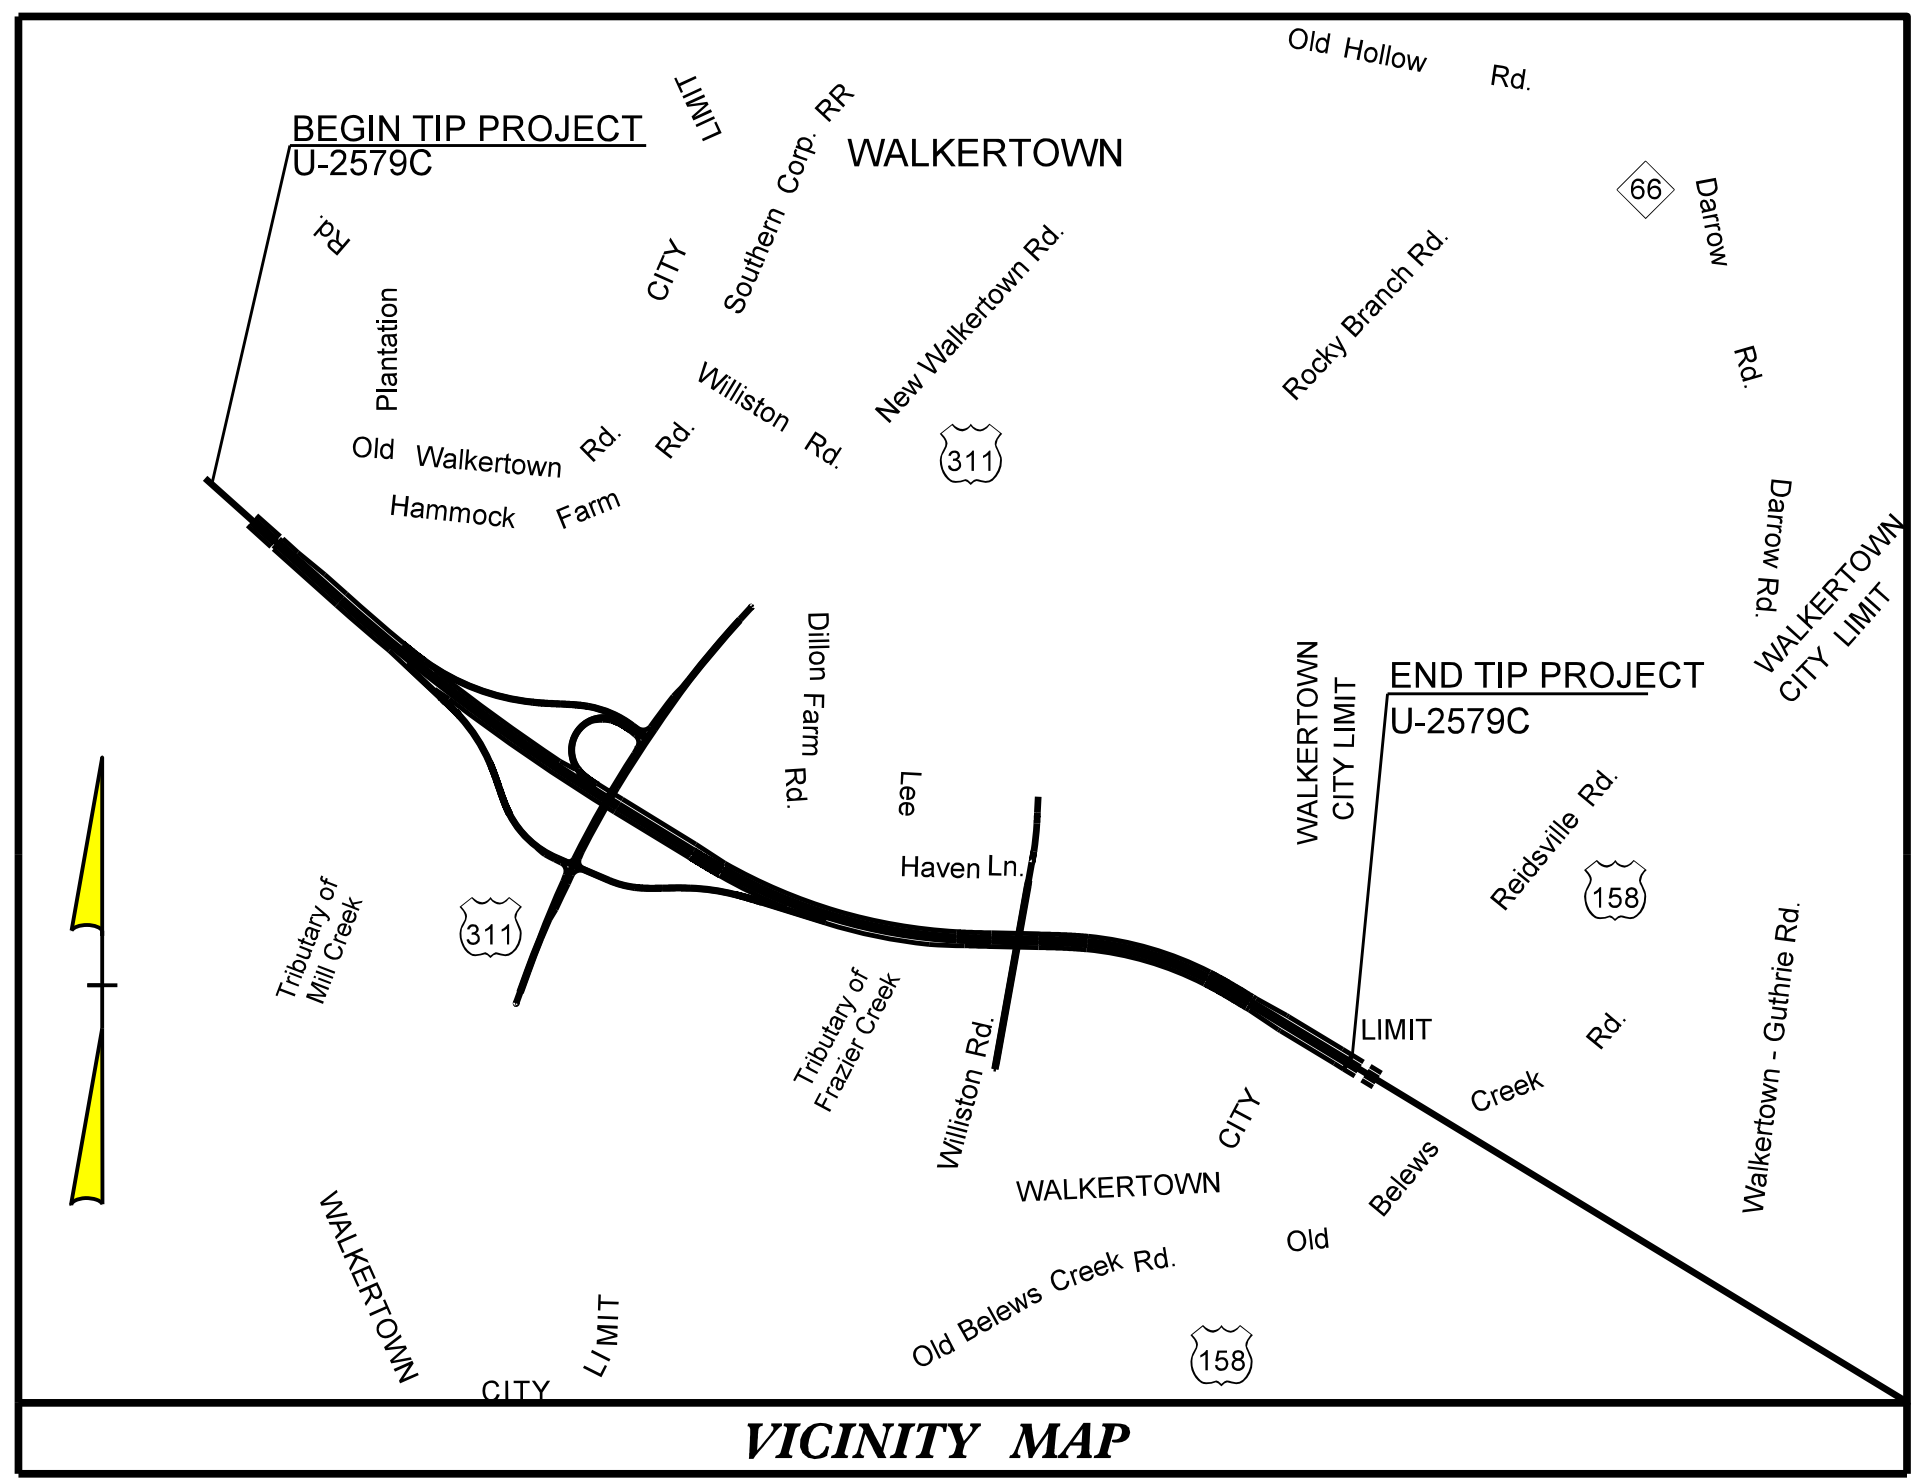 Old Hollow Rd.
LIMIT
Southern Corp. RR
BEGIN TIP PROJECT
U-2579C
WALKERTOWN
66
Darrow
Rd.
Rd.
Plantation
CITY
New Walkertown Rd.
Rocky Branch Rd.
Williston Rd.
Old Walkertown Rd.
Rd.
311
Hammock Farm
Darrow Rd.
WALKERTOWN
CITY LIMIT
Dillon Farm Rd.
WALKERTOWN
CITY LIMIT
END TIP PROJECT
U-2579C
Lee
Haven Ln.
Reidsville Rd.
158
Tributary of
Mill Creek
311
Tributary of
Frazier Creek
Williston Rd.
LIMIT
CITY
WALKERTOWN
Rd.
Creek
Belews
Old
Walkertown - Guthrie Rd.
WALKERTOWN
CITY
LIMIT
Old Belews Creek Rd.
158
VICINITY MAP